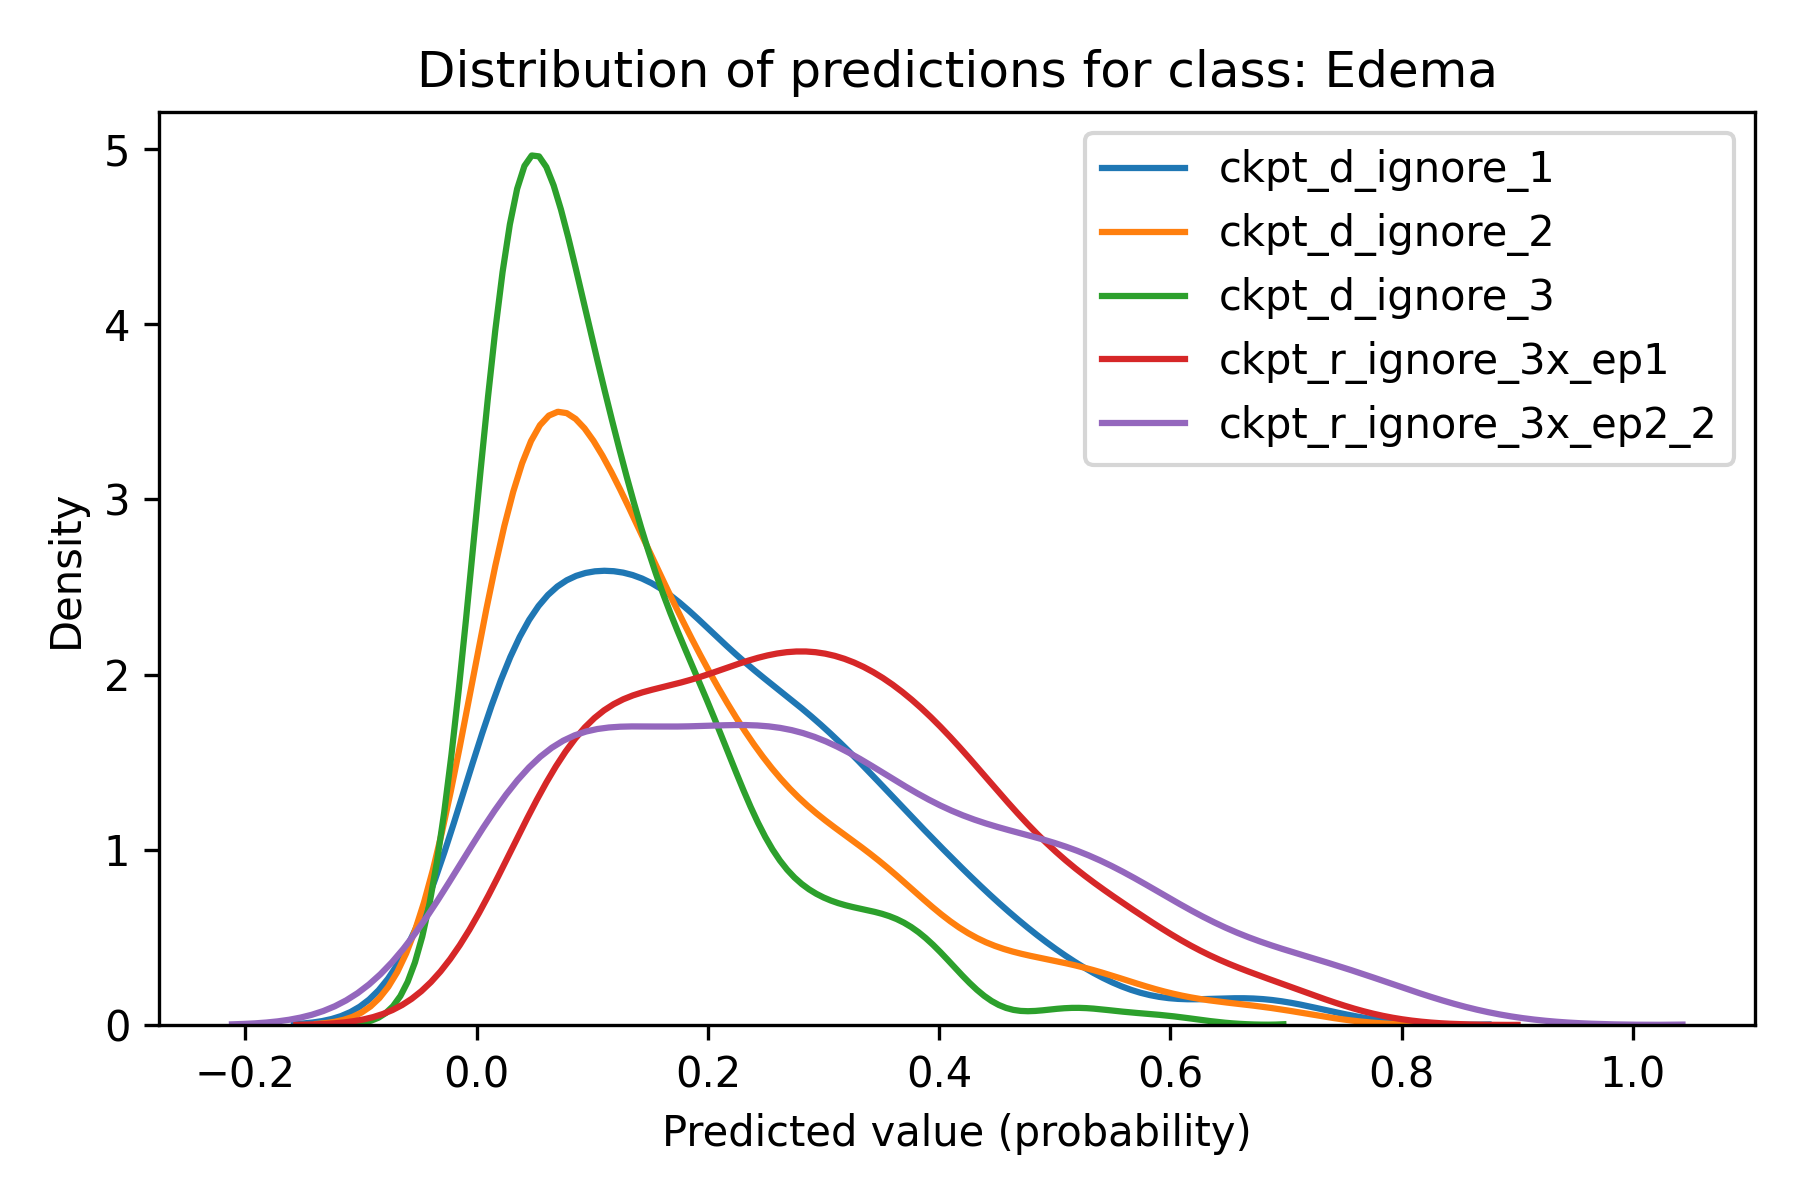 Distribution of predictions for class: Edema
ckpt_d_ignore_1
ckpt_d_ignore_2
ckpt_d_ignore_3
ckpt_r_ignore_3x_ep1
ckpt_r_ignore_3x_ep2_2
Density
5
4
3
2
1
0
−0.2 0.0 0.2 0.4 0.6 0.8 1.0
Predicted value (probability)